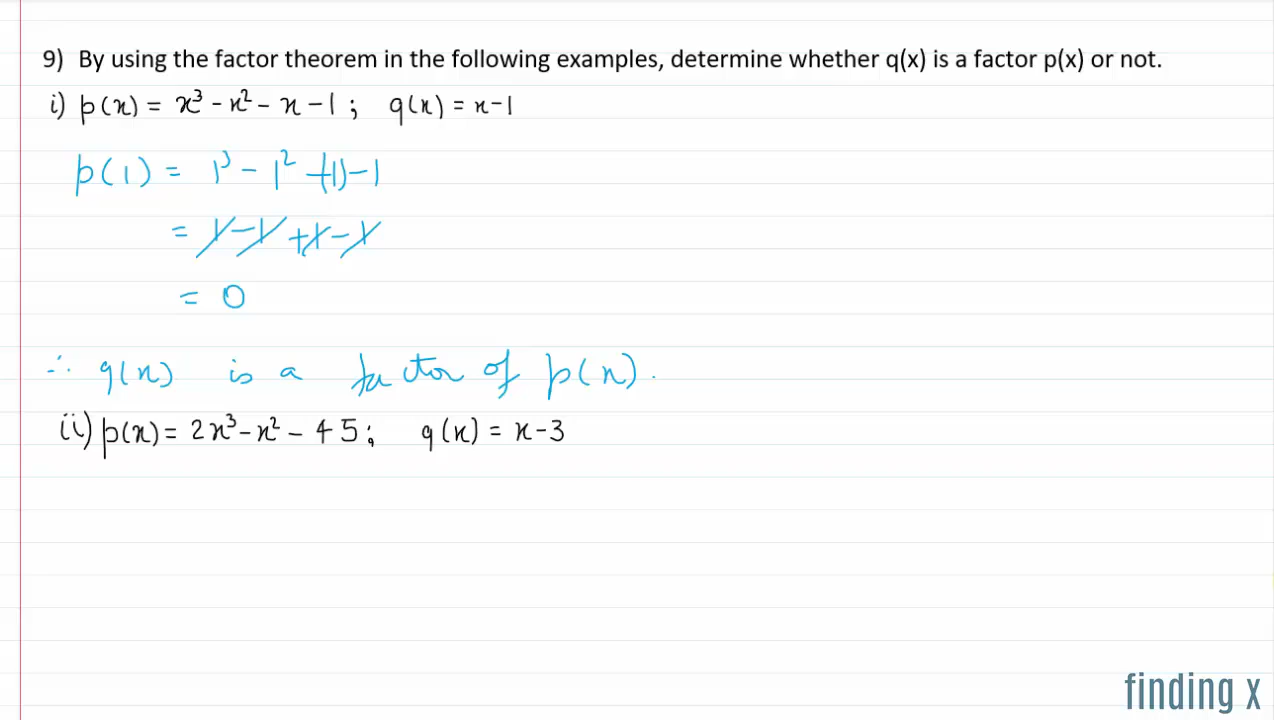 9) By using the factor theorem in the following examples, determine whether q(x) is a factor p(x) or not.
i) p(x) = x³ - x² - x - 1 ; q(x) = x-1
p(1) = 1³ - 1² -(1) - 1
= 1 - 1 + 1 - 1
= 0
∴ q(x) is a factor of p(x).
ii) p(x) = 2x³ - x² - 45; q(x) = x-3
finding x